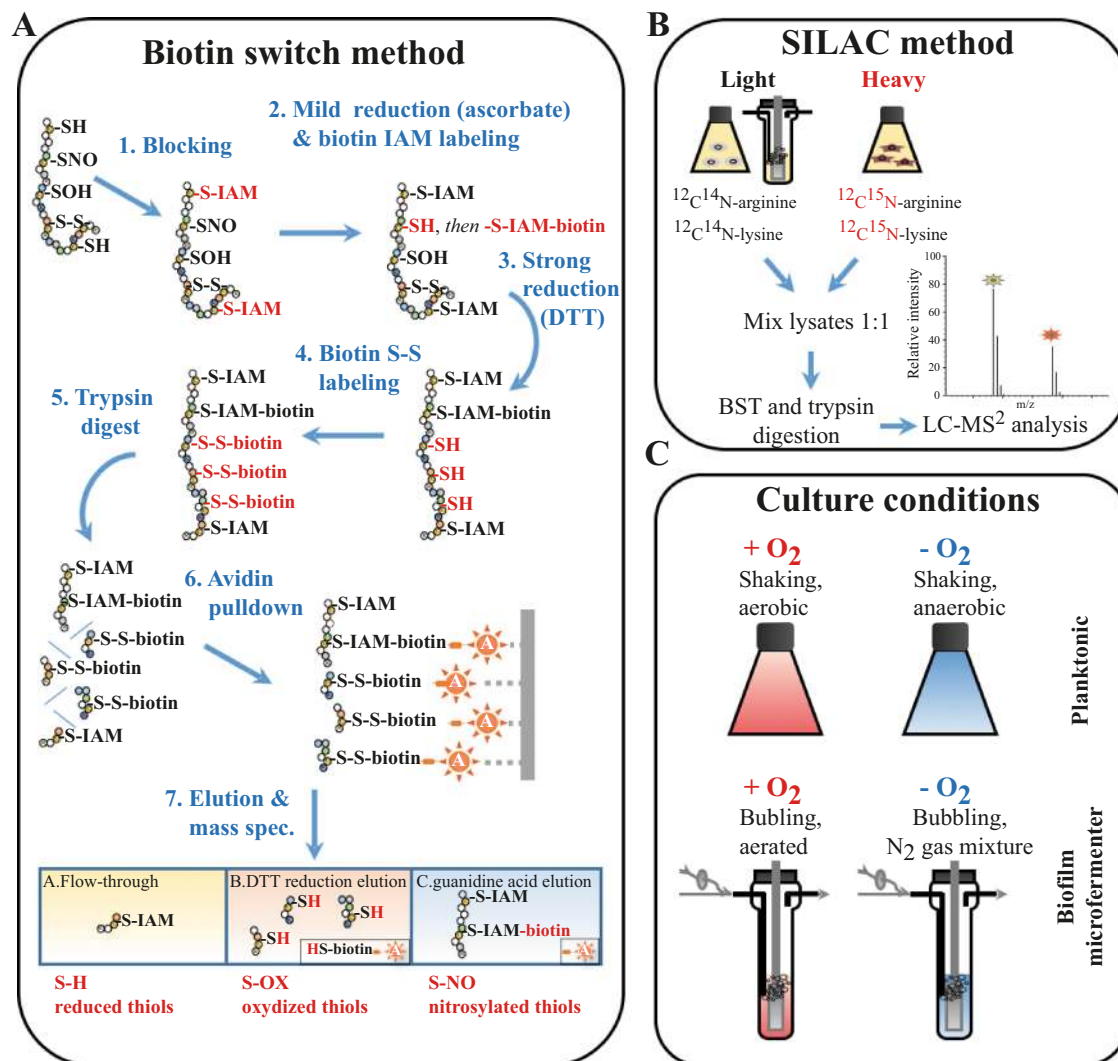 A
Biotin switch method
-SH
-SNO
-SOH
-S-S-
-SH
1. Blocking
-S-IAM
-SNO
-SOH
-S-S-
-S-IAM
2. Mild reduction (ascorbate)
& biotin IAM labeling
-S-IAM
-SH, then -S-IAM-biotin
-SOH
-S-S-
-S-IAM
3. Strong
reduction
(DTT)
-S-IAM
-S-IAM-biotin
-SH
-SH
-SH
-S-IAM
4. Biotin S-S
labeling
-S-IAM
-S-IAM-biotin
-S-S-biotin
-S-S-biotin
-S-S-biotin
-S-IAM
5. Trypsin
digest
-S-IAM
-S-IAM-biotin
-S-S-biotin
-S-S-biotin
-S-S-biotin
-S-IAM
6. Avidin
pulldown
-S-IAM
-S-IAM-biotin
A
-S-S-biotin
A
-S-S-biotin
A
-S-S-biotin
A
7. Elution &
mass spec.
A.Flow-through
-S-IAM
B.DTT reduction elution
-SH
-SH
-SH
HS-biotin
A
C.guanidine acid elution
-S-IAM
-S-IAM-biotin
A
S-H
reduced thiols
S-OX
oxydized thiols
S-NO
nitrosylated thiols
B
SILAC method
Light
Heavy
12C14N-arginine
12C14N-lysine
12C15N-arginine
12C15N-lysine
Mix lysates 1:1
BST and trypsin
digestion
LC-MS2 analysis
Relative intensity
100
80
60
40
20
0
m/z
C
Culture conditions
+ O2
Shaking,
aerobic
- O2
Shaking,
anaerobic
Planktonic
+ O2
Bubling,
aerated
- O2
Bubbling,
N2 gas mixture
Biofilm
microfermenter